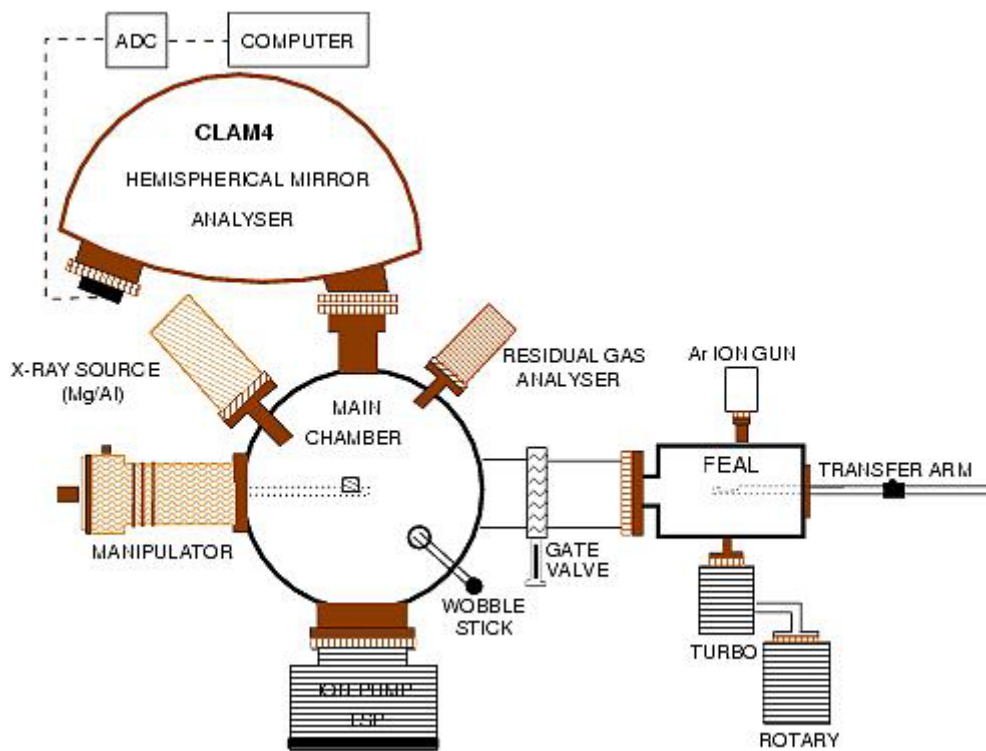 ADC
COMPUTER
CLAM4
HEMISPHERICAL MIRROR
ANALYSER
X-RAY SOURCE
(Mg/Al)
RESIDUAL GAS
ANALYSER
Ar ION GUN
MAIN
CHAMBER
FEAL
TRANSFER ARM
MANIPULATOR
GATE
VALVE
WOBBLE
STICK
TURBO
ION PUMP
TSP
ROTARY